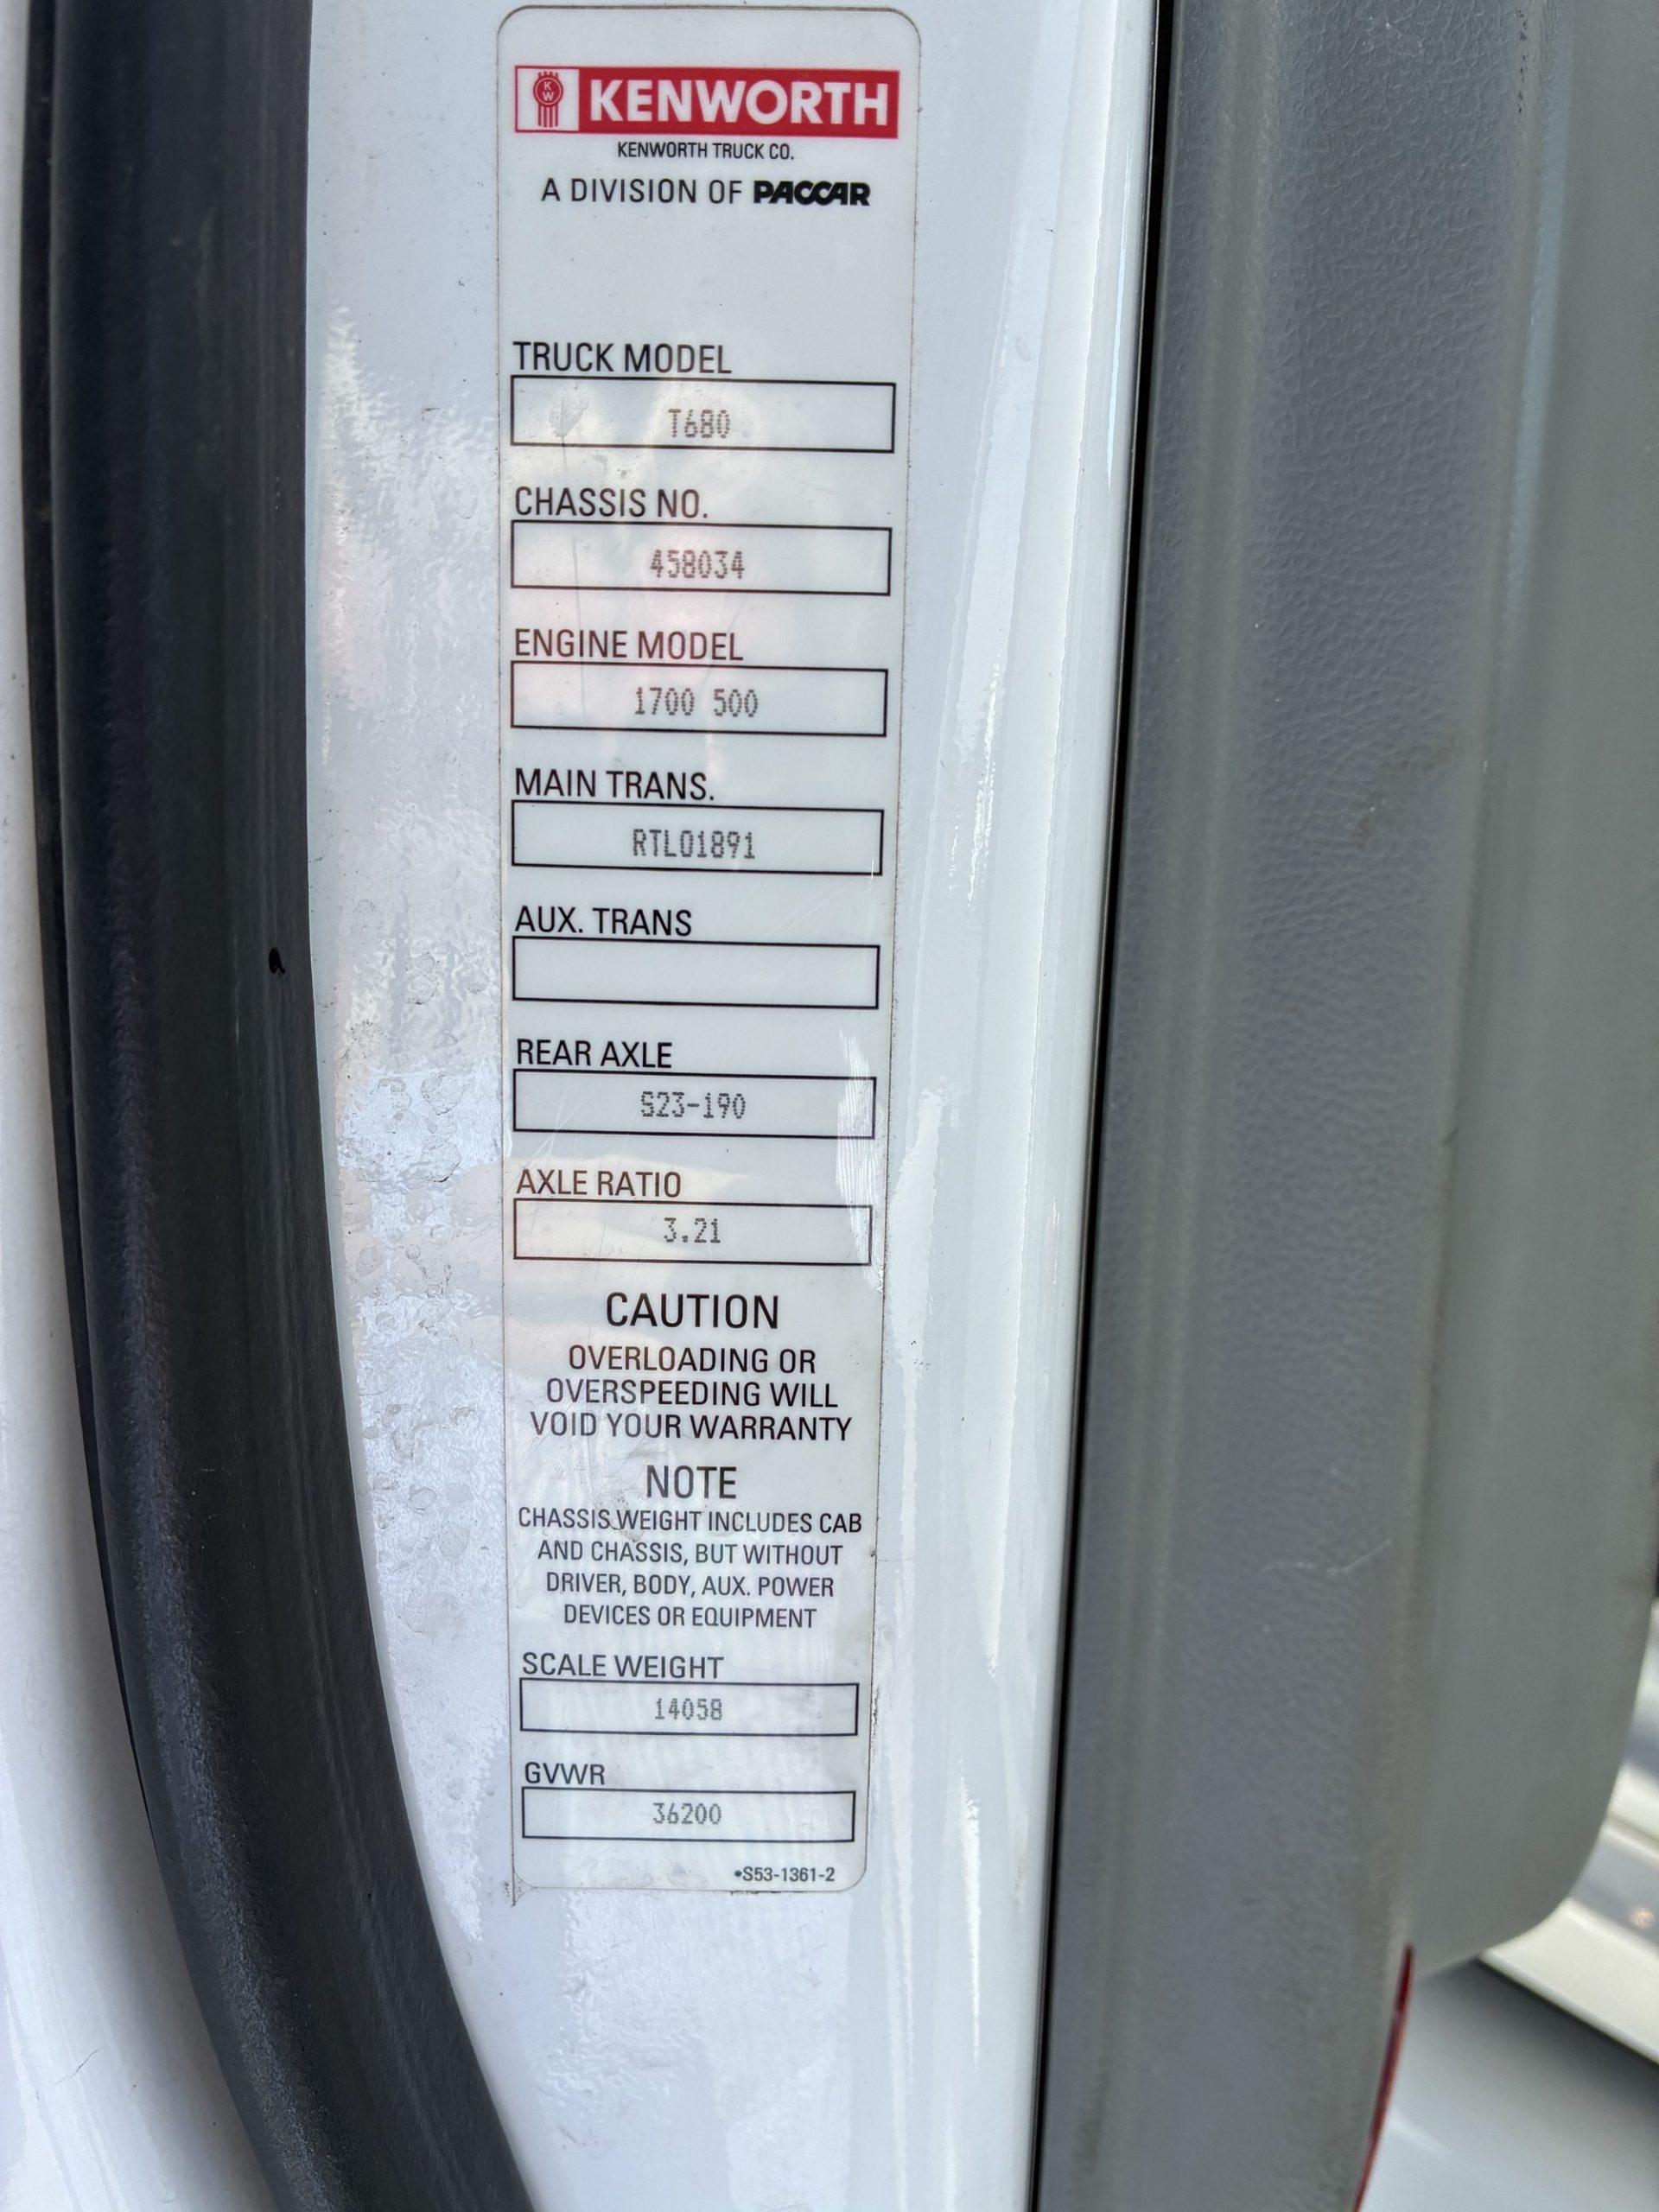 KW
KENWORTH
KENWORTH TRUCK CO.
A DIVISION OF PACCAR
TRUCK MODEL
T680
CHASSIS NO.
458034
ENGINE MODEL
1700 500
MAIN TRANS.
RTLO1891
AUX. TRANS
REAR AXLE
S23-190
AXLE RATIO
3.21
CAUTION
OVERLOADING OR
OVERSPEEDING WILL
VOID YOUR WARRANTY
NOTE
CHASSIS WEIGHT INCLUDES CAB
AND CHASSIS, BUT WITHOUT
DRIVER, BODY, AUX. POWER
DEVICES OR EQUIPMENT
SCALE WEIGHT
14058
GVWR
36200
•S53-1361-2